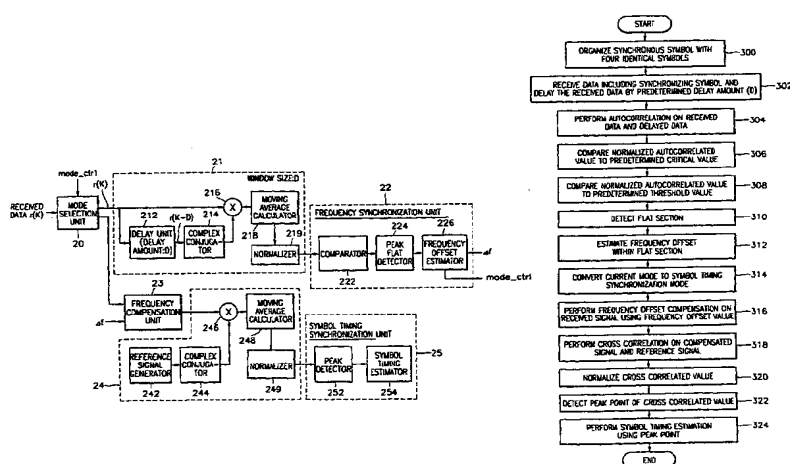 mode_ctrl
r(K)
RECEIVED
DATA r(K)
MODE
SELECTION
UNIT
20
21
WINDOW SIZE:D
216
212
r(K-D)
214
DELAY UNIT
(DELAY
AMOUNT:D)
COMPLEX
CONJUGA-
TOR
X
MOVING
AVERAGE
CALCULATOR
218
219
NORMALIZER
22
FREQUENCY SYNCHRONIZATION UNIT
224
226
COMPARATOR
222
PEAK
FLAT
DETECTOR
FREQUENCY
OFFSET
ESTIMATOR
Δf
mode_ctrl
23
FREQUENCY
COMPENSATION
UNIT
Δf
X
246
MOVING
AVERAGE
CALCULATOR
248
24
REFERENCE
SIGNAL
GENERATOR
242
COMPLEX
CONJUGA-
TOR
244
NORMALIZER
249
SYMBOL TIMING
SYNCHRONIZATION UNIT
25
PEAK
DETECTOR
252
SYMBOL
TIMING
ESTIMATOR
254
START
ORGANIZE SYNCHRONOUS SYMBOL WITH
FOUR IDENTICAL SYMBOLS
300
RECEIVE DATA INCLUDING SYNCHRONIZING SYMBOL AND
DELAY THE RECEIVED DATA BY PREDETERMINED DELAY AMOUNT (D)
302
PERFORM AUTOCORRELATION ON RECEIVED
DATA AND DELAYED DATA
304
COMPARE NORMALIZED AUTOCORRELATED
VALUE TO PREDETERMINED CRITICAL VALUE
306
COMPARE NORMALIZED AUTOCORRELATED VALUE
TO PREDETERMINED THRESHOLD VALUE
308
DETECT FLAT SECTION
310
ESTIMATE FREQUENCY OFFSET
WITHIN FLAT SECTION
312
CONVERT CURRENT MODE TO SYMBOL TIMING
SYNCHRONIZATION MODE
314
PERFORM FREQUENCY OFFSET COMPENSATION ON
RECEIVED SIGNAL USING FREQUENCY OFFSET VALUE
316
PERFORM CROSS CORRELATION ON COMPENSATED
SIGNAL AND REFERENCE SIGNAL
318
NORMALIZE CROSS CORRELATED VALUE
320
DETECT PEAK POINT OF CROSS CORRELATED VALUE
322
PERFORM SYMBOL TIMING ESTIMATION
USING PEAK POINT
324
END